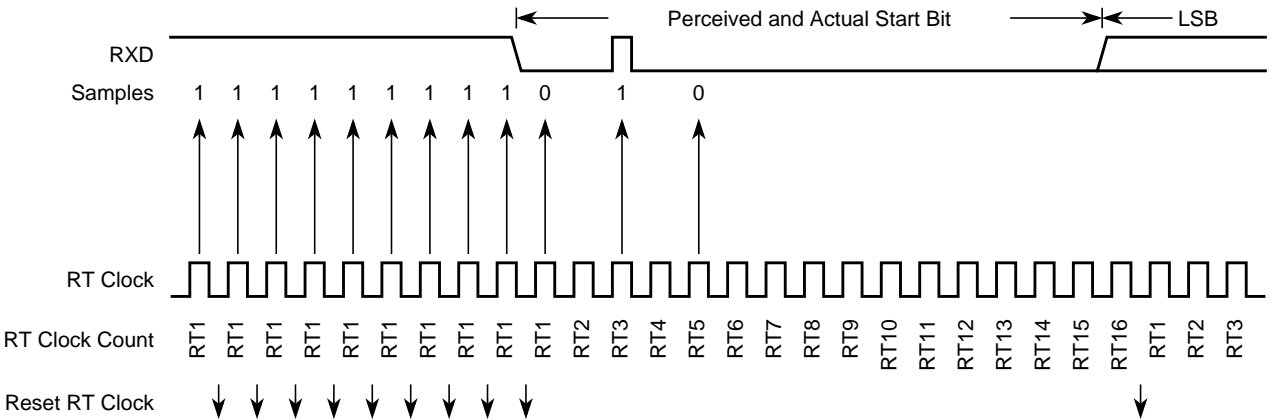 Perceived and Actual Start Bit LSB
RXD
Samples 1 1 1 1 1 1 1 1 1 0 1 0
RT Clock
RT Clock Count RT1 RT1 RT1 RT1 RT1 RT1 RT1 RT1 RT1 RT1 RT2 RT3 RT4 RT5 RT6 RT7 RT8 RT9 RT10 RT11 RT12 RT13 RT14 RT15 RT16 RT1 RT2 RT3
Reset RT Clock